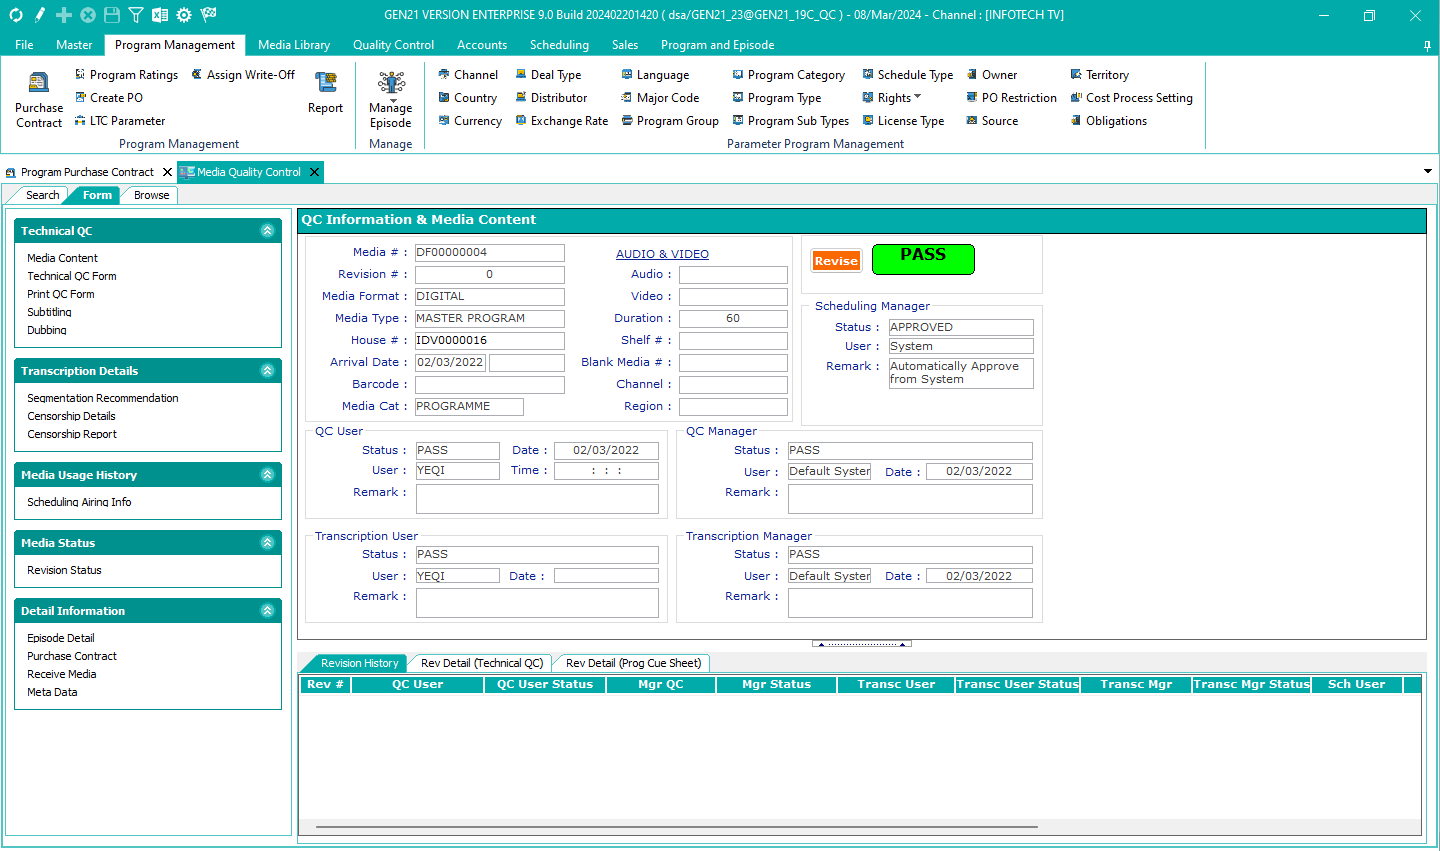 GEN21 VERSION ENTERPRISE 9.0 Build 202402201420 ( dsa/GEN21_23@GEN21_19C_QC ) - 08/Mar/2024 - Channel : [INFOTECH TV]
File Master Program Management Media Library Quality Control Accounts Scheduling Sales Program and Episode
Program Ratings Assign Write-Off Channel Deal Type Language Program Category Schedule Type Owner Territory
Create PO Country Distributor Major Code Program Type Rights PO Restriction Cost Process Setting
LTC Parameter Currency Exchange Rate Program Group Program Sub Types License Type Source Obligations
Purchase Contract
Report
Manage Episode
Program Management Manage Parameter Program Management
Program Purchase Contract Media Quality Control
Search Form Browse
Technical QC
Media Content
Technical QC Form
Print QC Form
Subtitling
Dubbing
Transcription Details
Segmentation Recommendation
Censorship Details
Censorship Report
Media Usage History
Scheduling Airing Info
Media Status
Revision Status
Detail Information
Episode Detail
Purchase Contract
Receive Media
Meta Data
QC Information & Media Content
Media # : DF00000004
Revision # : 0
Media Format : DIGITAL
Media Type : MASTER PROGRAM
House # : IDV0000016
Arrival Date : 02/03/2022
Barcode :
Media Cat : PROGRAMME
AUDIO & VIDEO
Audio :
Video :
Duration : 60
Shelf # :
Blank Media # :
Channel :
Region :
Revise PASS
Scheduling Manager
Status : APPROVED
User : System
Remark : Automatically Approve
from System
QC User
Status : PASS Date : 02/03/2022
User : YEQI Time : : : :
Remark :
QC Manager
Status : PASS
User : Default Syster Date : 02/03/2022
Remark :
Transcription User
Status : PASS
User : YEQI Date :
Remark :
Transcription Manager
Status : PASS
User : Default Syster Date : 02/03/2022
Remark :
Revision History Rev Detail (Technical QC) Rev Detail (Prog Cue Sheet)
Rev # QC User QC User Status Mgr QC Mgr Status Transc User Transc User Status Transc Mgr Transc Mgr Status Sch User